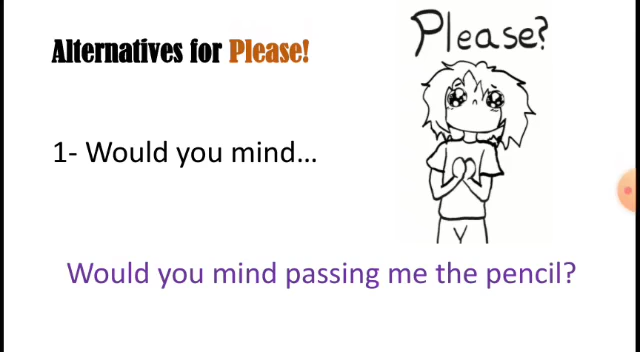 Please?
Alternatives for Please!
1- Would you mind...
Would you mind passing me the pencil?